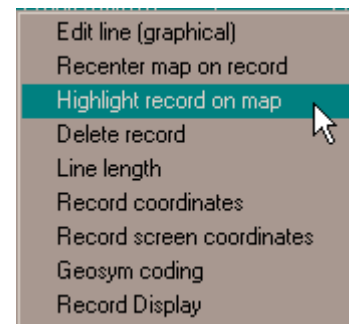 Edit line (graphical)
Recenter map on record
Highlight record on map
Delete record
Line length
Record coordinates
Record screen coordinates
Geosym coding
Record Display